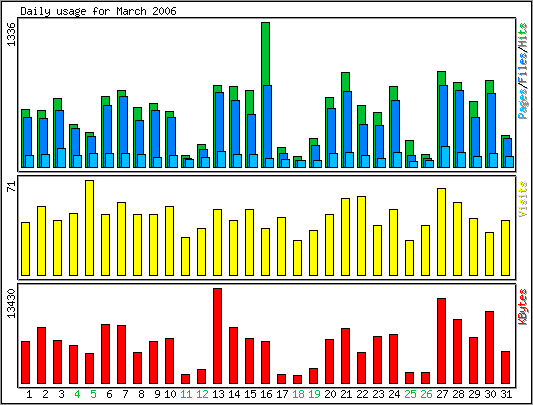 Daily usage for March 2006
1336
Pages/Files/Hits
71
Visits
13430
KBytes
1 2 3 4 5 6 7 8 9 10 11 12 13 14 15 16 17 18 19 20 21 22 23 24 25 26 27 28 29 30 31